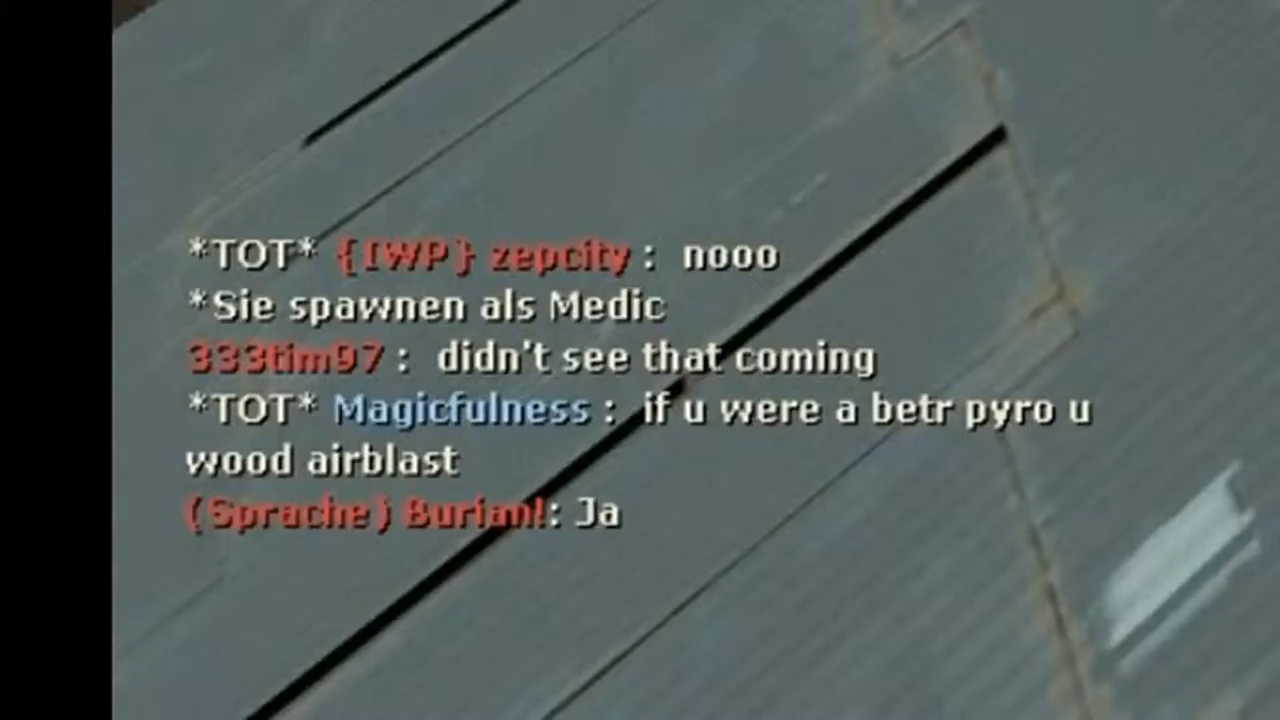 *TOT* {IWP} zepcity :  nooo
*Sie spawnen als Medic
333tim97 :  didn't see that coming
*TOT* Magicfulness :  if u were a betr pyro u
wood airblast
(Sprache) Burian!: Ja